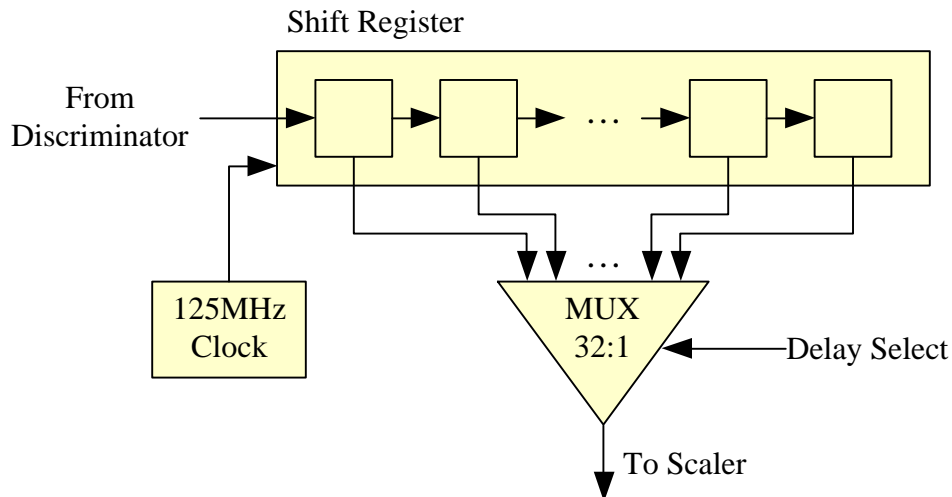 Shift Register
From
Discriminator
…
…
125MHz
Clock
MUX
32:1
Delay Select
To Scaler